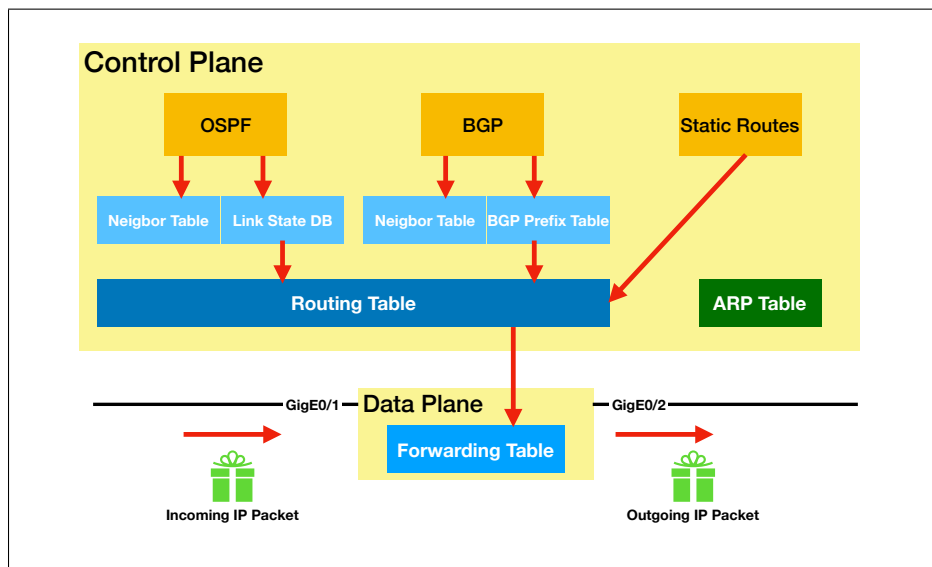 Control Plane
OSPF
BGP
Static Routes
Neigbor Table
Link State DB
Neigbor Table
BGP Prefix Table
Routing Table
ARP Table
GigE0/1
Data Plane
GigE0/2
Forwarding Table
Incoming IP Packet
Outgoing IP Packet